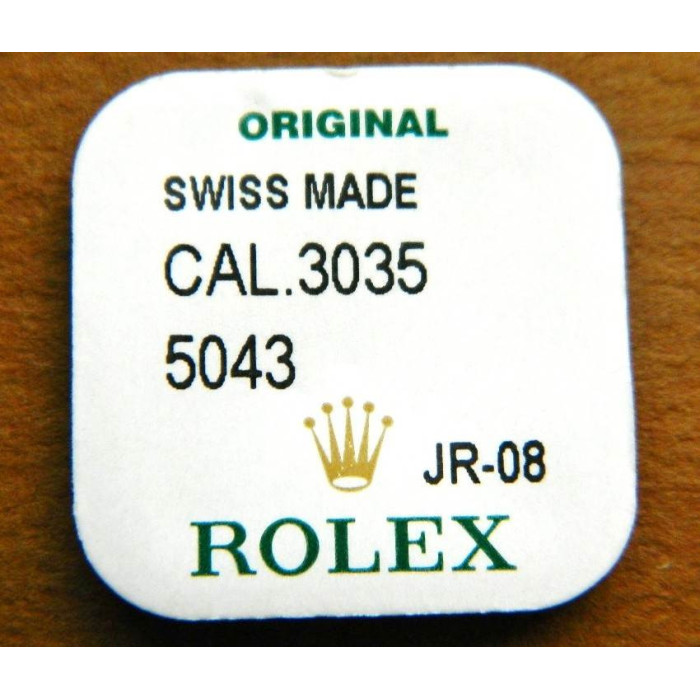 ORIGINAL
SWISS MADE
CAL.3035
5043
JR-08
ROLEX